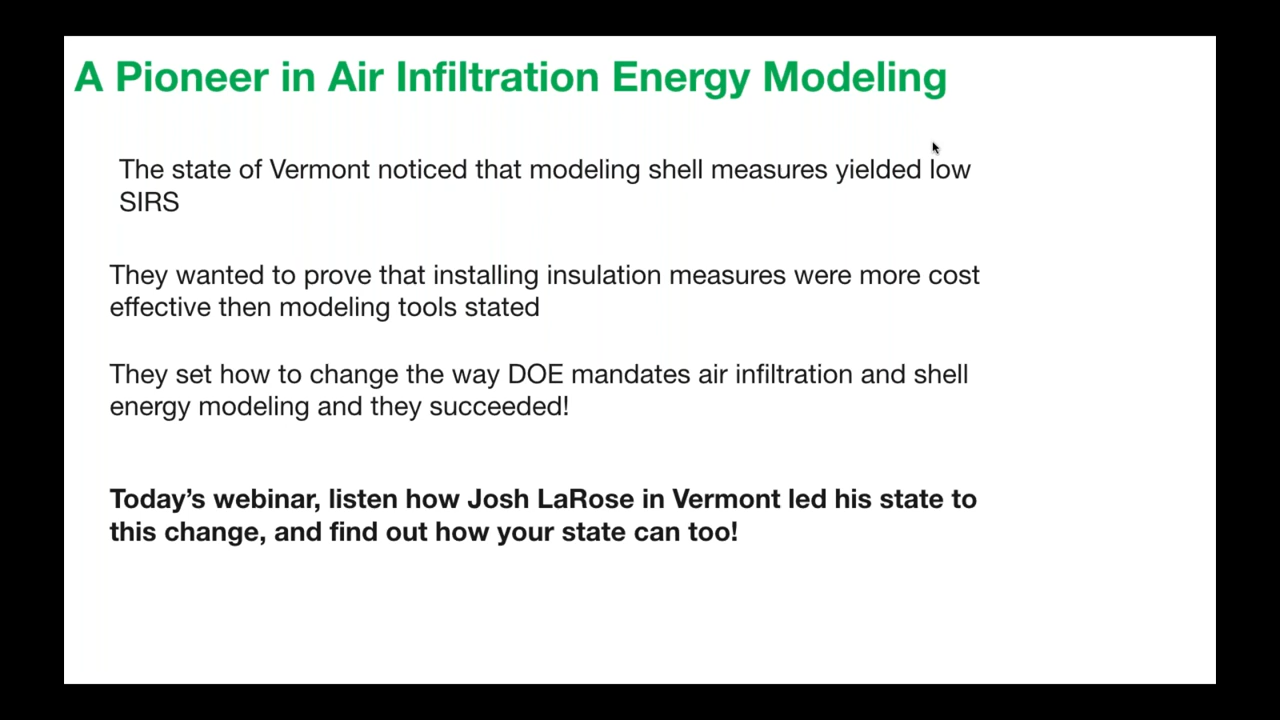 A Pioneer in Air Infiltration Energy Modeling
The state of Vermont noticed that modeling shell measures yielded low
SIRS
They wanted to prove that installing insulation measures were more cost
effective then modeling tools stated
They set how to change the way DOE mandates air infiltration and shell
energy modeling and they succeeded!
Today’s webinar, listen how Josh LaRose in Vermont led his state to
this change, and find out how your state can too!